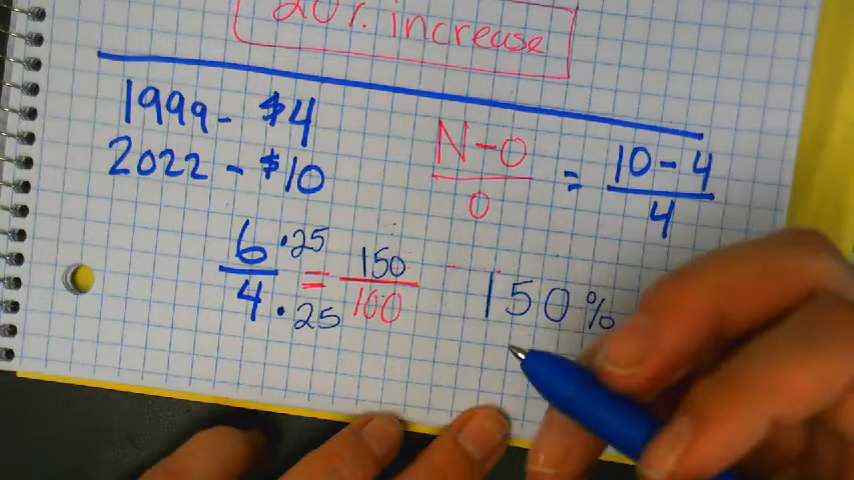 20% increase
1999 - $4
2022 - $10
N-O/O = 10-4/4
6·25/4·25 = 150/100 150%